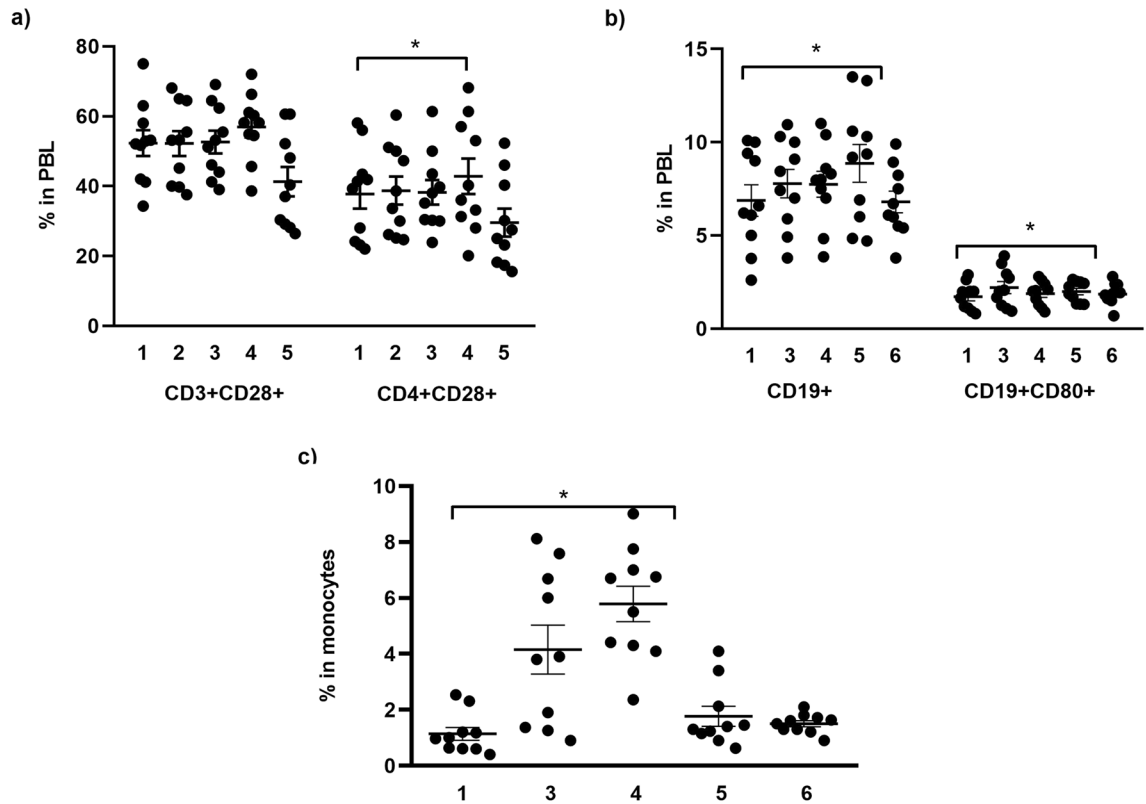 a)
*
80
60
40
20
0
% in PBL
1 2 3 4 5 1 2 3 4 5
CD3+CD28+ CD4+CD28+
b)
*
*
15
10
5
0
% in PBL
1 3 4 5 6 1 3 4 5 6
CD19+ CD19+CD80+
c)
*
10
8
6
4
2
0
% in monocytes
1 3 4 5 6